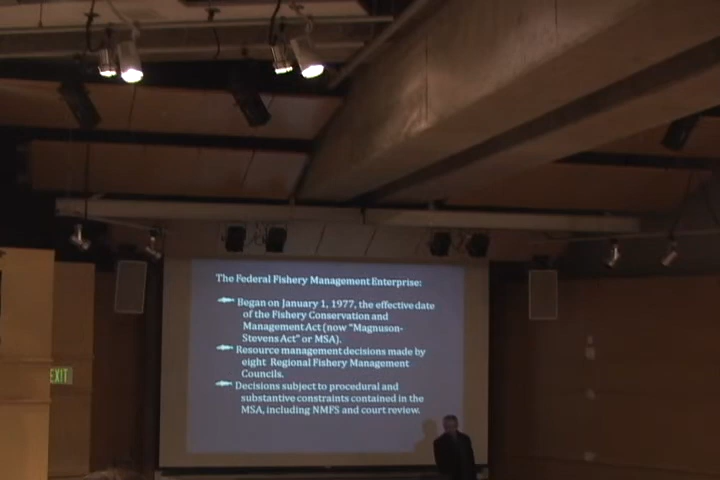 The Federal Fishery Management Enterprise:
Began on January 1, 1977, the effective date
of the Fishery Conservation and
Management Act (now "Magnuson-
Stevens Act" or MSA).
Resource management decisions made by
eight Regional Fishery Management
Councils.
Decisions subject to procedural and
substantive constraints contained in the
MSA, including NMFS and court review.
EXIT